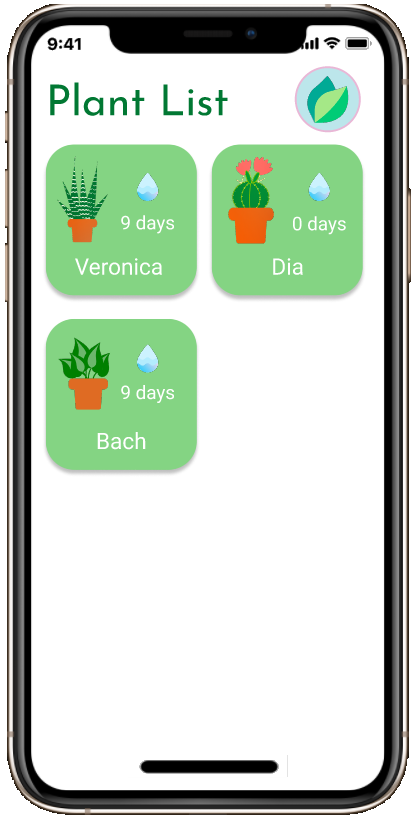 9:41
Plant List
9 days
Veronica
0 days
Dia
9 days
Bach